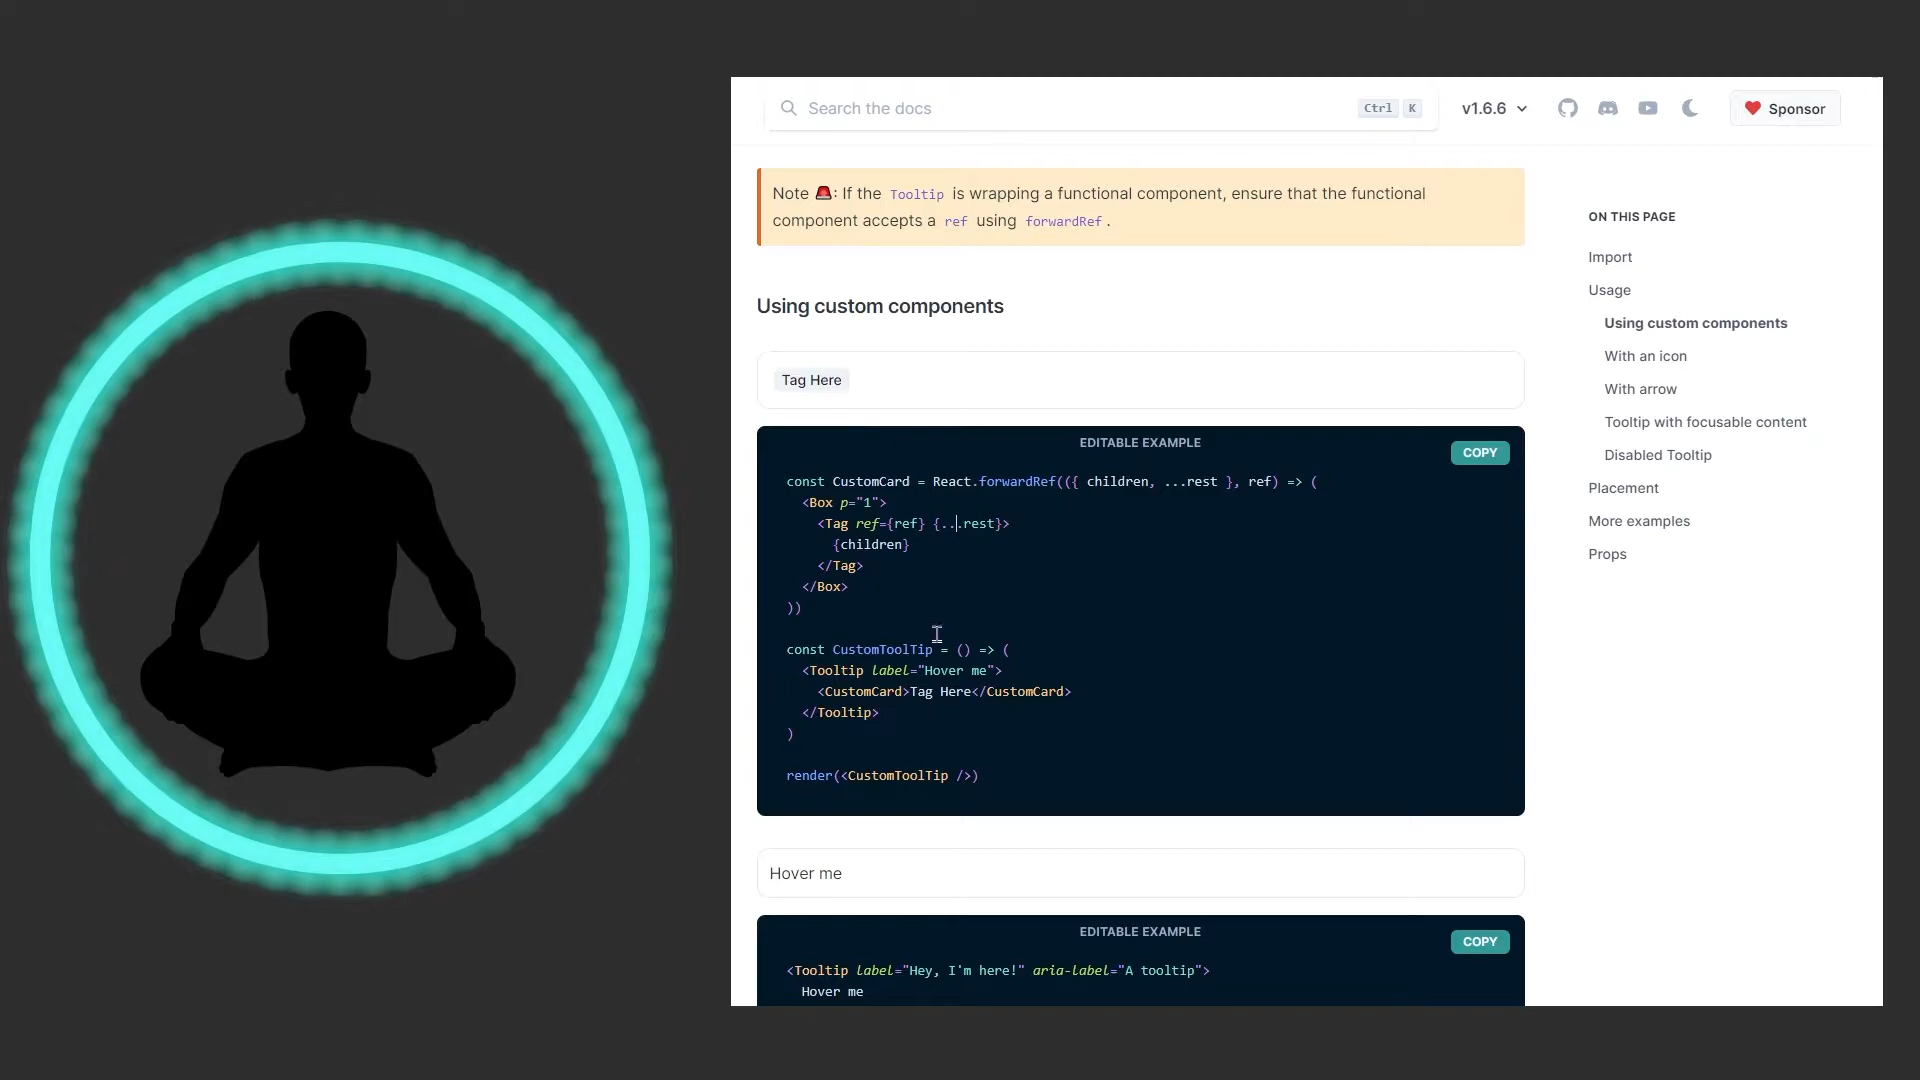 Search the docs
Ctrl K
v1.6.6
Sponsor
Note 🚨: If the Tooltip is wrapping a functional component, ensure that the functional
component accepts a ref using forwardRef.
Using custom components
Tag Here
EDITABLE EXAMPLE
COPY
const CustomCard = React.forwardRef(({ children, ...rest }, ref) => (
<Box p="1">
<Tag ref={ref} {...rest}>
{children}
</Tag>
</Box>
))
const CustomToolTip = () => (
<Tooltip label="Hover me">
<CustomCard>Tag Here</CustomCard>
</Tooltip>
)
render(<CustomToolTip />)
Hover me
EDITABLE EXAMPLE
COPY
<Tooltip label="Hey, I'm here!" aria-label="A tooltip">
Hover me
ON THIS PAGE
Import
Usage
Using custom components
With an icon
With arrow
Tooltip with focusable content
Disabled Tooltip
Placement
More examples
Props